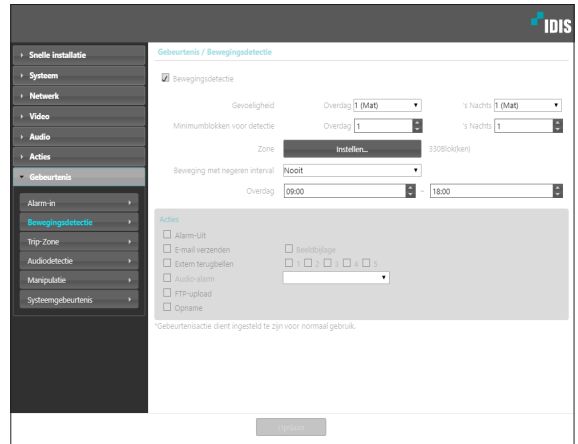 IDIS
Snelle installatie
Systeem
Netwerk
Video
Audio
Acties
Gebeurtenis
Alarm-in
Bewegingsdetectie
Trip-Zone
Audiodetectie
Manipulatie
Systeemgebeurtenis
Gebeurtenis / Bewegingsdetectie
Bewegingsdetectie
Gevoeligheid Overdag 1 (Mat) 's Nachts 1 (Mat)
Minimumblokken voor detectie Overdag 1 's Nachts 1
Zone Instellen... 330Blok(ken)
Beweging met negeren interval Nooit
Overdag 09:00 ~ 18:00
Acties
Alarm-Uit
E-mail verzenden Beeldbijlage
Extern terugbellen 1 2 3 4 5
Audio-alarm
FTP-upload
Opname
*Gebeurtenisactie dient ingesteld te zijn voor normaal gebruik.
Opslaan